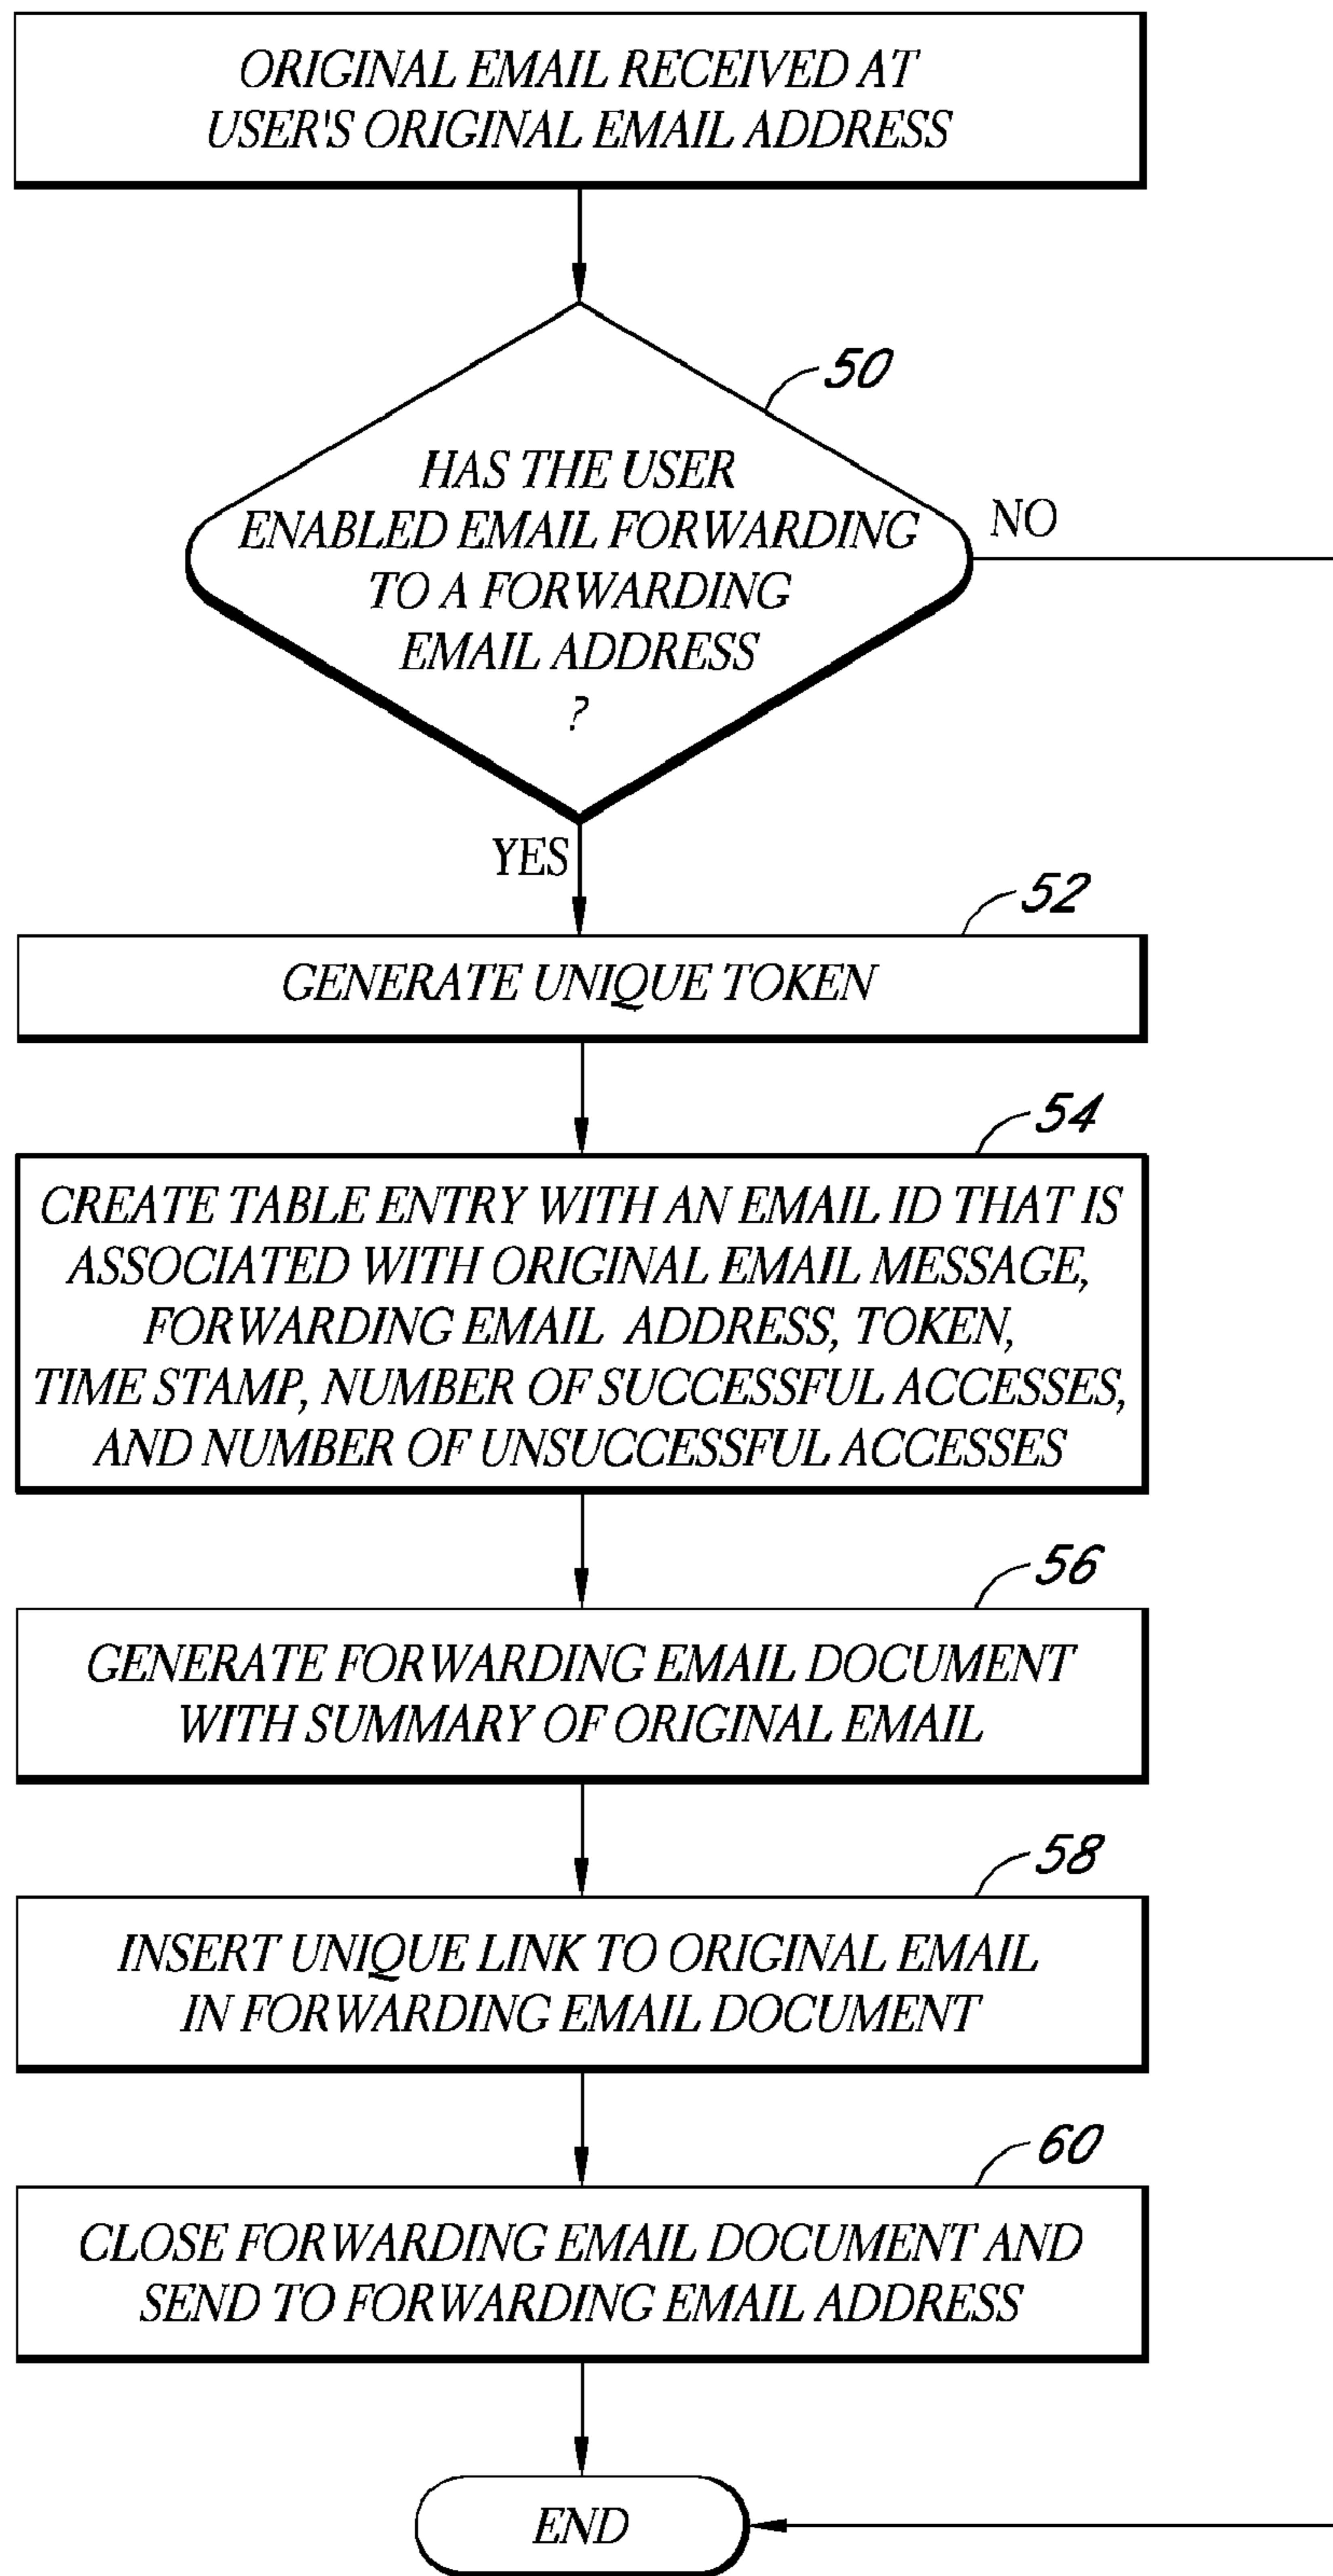 ORIGINAL EMAIL RECEIVED AT
USER'S ORIGINAL EMAIL ADDRESS
50
HAS THE USER
ENABLED EMAIL FORWARDING
TO A FORWARDING
EMAIL ADDRESS
?
NO
YES
52
GENERATE UNIQUE TOKEN
54
CREATE TABLE ENTRY WITH AN EMAIL ID THAT IS
ASSOCIATED WITH ORIGINAL EMAIL MESSAGE,
FORWARDING EMAIL ADDRESS, TOKEN,
TIME STAMP, NUMBER OF SUCCESSFUL ACCESSES,
AND NUMBER OF UNSUCCESSFUL ACCESSES
56
GENERATE FORWARDING EMAIL DOCUMENT
WITH SUMMARY OF ORIGINAL EMAIL
58
INSERT UNIQUE LINK TO ORIGINAL EMAIL
IN FORWARDING EMAIL DOCUMENT
60
CLOSE FORWARDING EMAIL DOCUMENT AND
SEND TO FORWARDING EMAIL ADDRESS
END